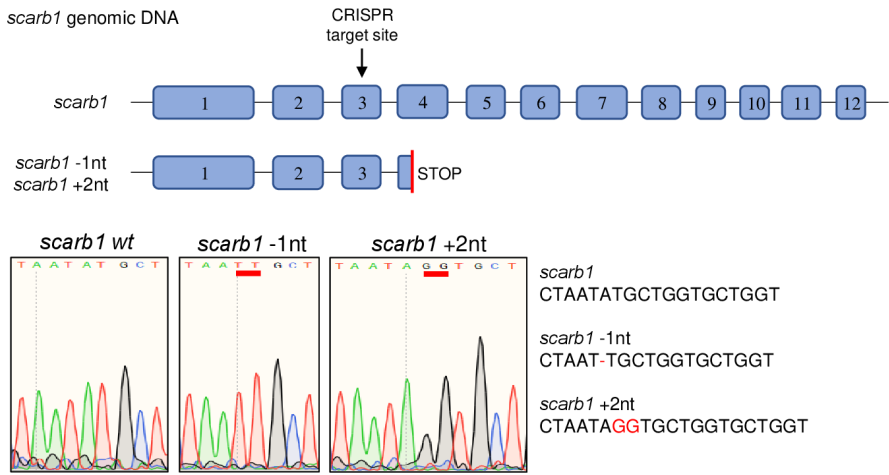 scarb1 genomic DNA
CRISPR
target site
scarb1
1 2 3 4 5 6 7 8 9 10 11 12
scarb1 -1nt
scarb1 +2nt
1 2 3 STOP
scarb1 wt
T A A T A T G C T
scarb1 -1nt
T A A T T G C T
scarb1 +2nt
T A A T A G G T G C T
scarb1
CTAATATGCTGGTGCTGGT
scarb1 -1nt
CTAAT-TGCTGGTGCTGGT
scarb1 +2nt
CTAATAGGTGCTGGTGCTGGT